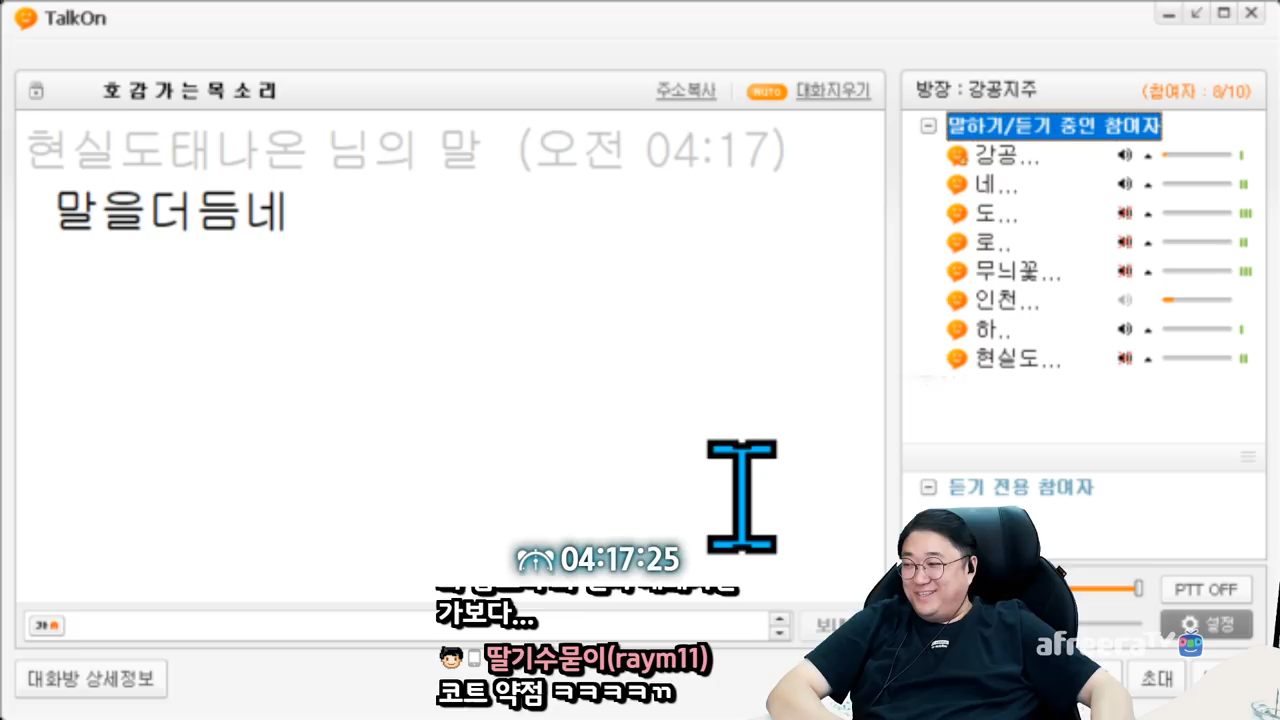 TalkOn
호감가는목소리
주소복사
AUTO
대화지우기
방장 : 강공지주
(참여자 : 8/10)
현실도태나온 님의 말 (오전 04:17)
말을더듬네
말하기/듣기 중인 참여자
강공...
네...
도...
로..
무늬꽃...
인천...
하..
현실도...
듣기 전용 참여자
04:17:25
가보다...
딸기수묻이(raym11)
코트 약점 ㅋㅋㅋㅋㄲ
가
PTT OFF
설정
afreecaTV
대화방 상세정보
초대